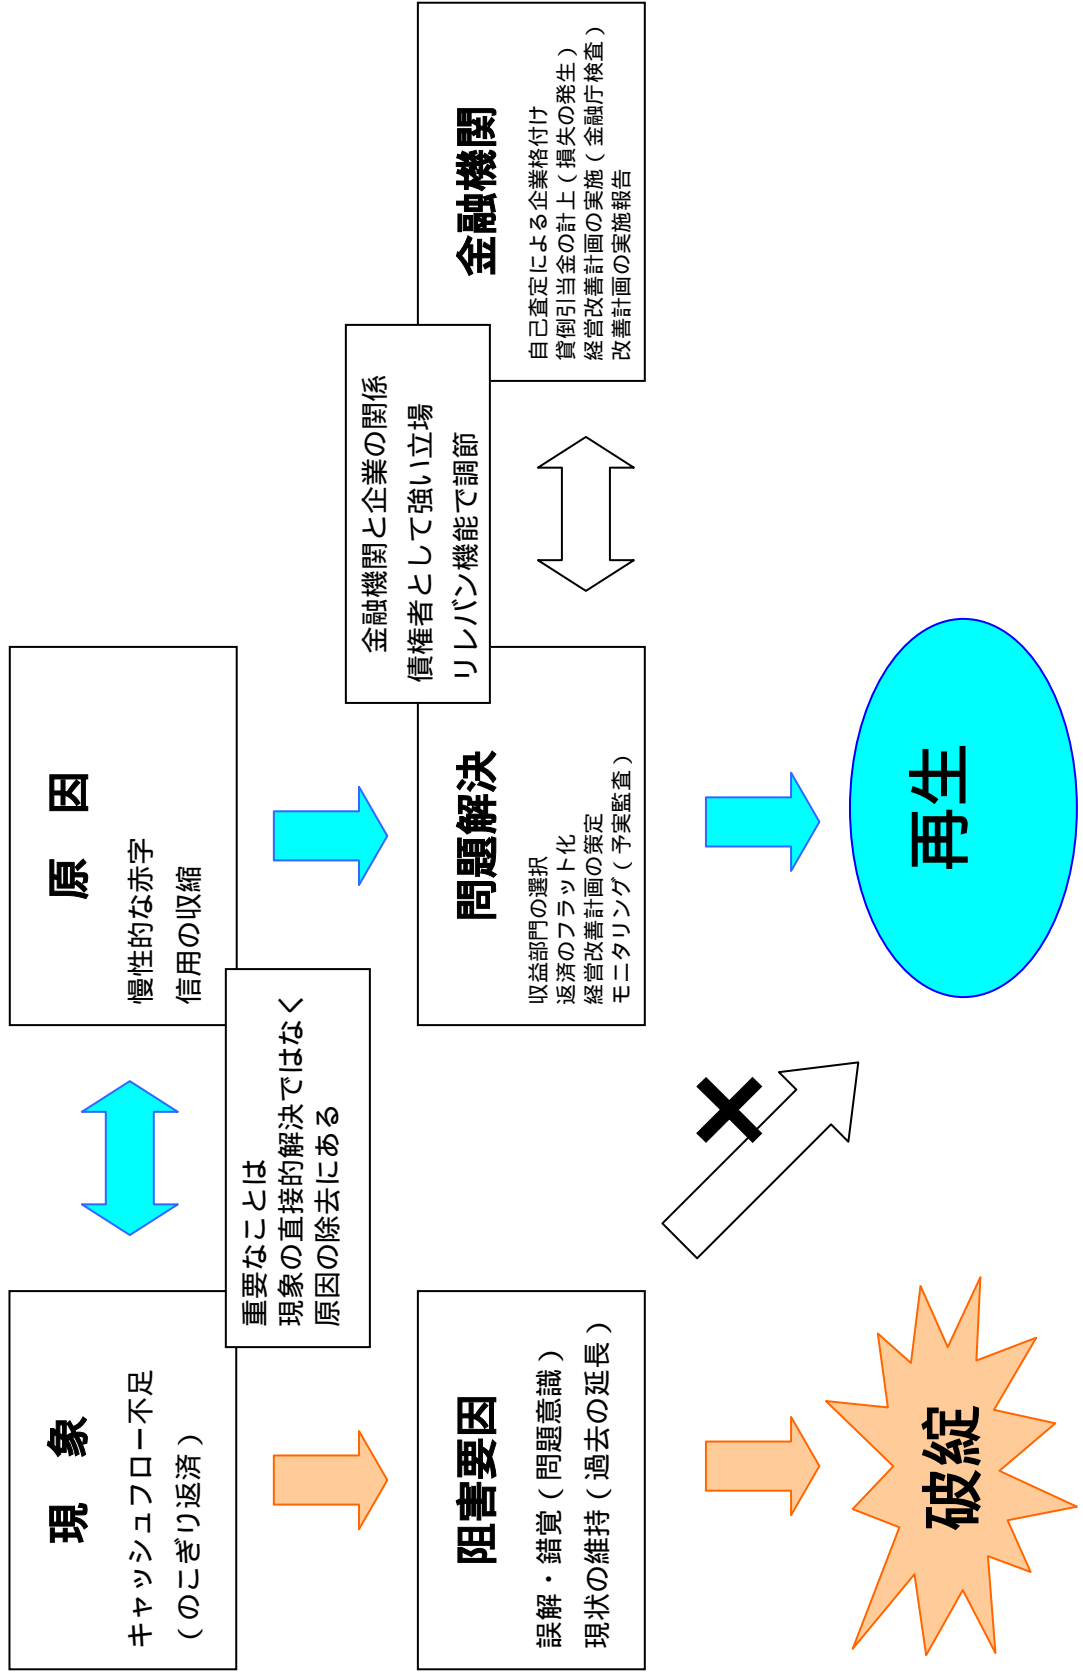 現　象
キャッシュフロー不足
（のこぎり返済）
原　因
慢性的な赤字
信用の収縮
重要なことは
現象の直接的解決ではなく
原因の除去にある
阻害要因
誤解・錯覚（問題意識）
現状の維持（過去の延長）
問題解決
収益部門の選択
返済のフラット化
経営改善計画の策定
モニタリング（予実監査）
金融機関と企業の関係
債権者として強い立場
リレバン機能で調節
金融機関
自己査定による企業格付け
貸倒引当金の計上（損失の発生）
経営改善計画の実施（金融庁検査）
改善計画の実施報告
破綻
再生